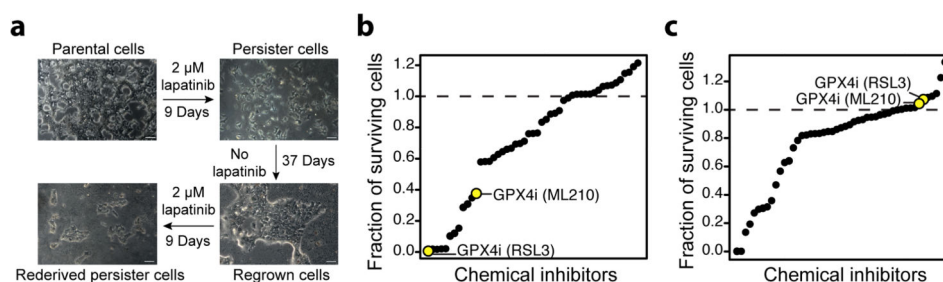 a
Parental cells
Persister cells
2 µM
lapatinib
9 Days
No
lapatinib
37 Days
2 µM
lapatinib
9 Days
Rederived persister cells
Regrown cells
b
Fraction of surviving cells
1.2
1.0
0.8
0.6
0.4
0.2
0.0
GPX4i (ML210)
GPX4i (RSL3)
Chemical inhibitors
c
Fraction of surviving cells
1.2
1.0
0.8
0.6
0.4
0.2
0.0
GPX4i (RSL3)
GPX4i (ML210)
Chemical inhibitors